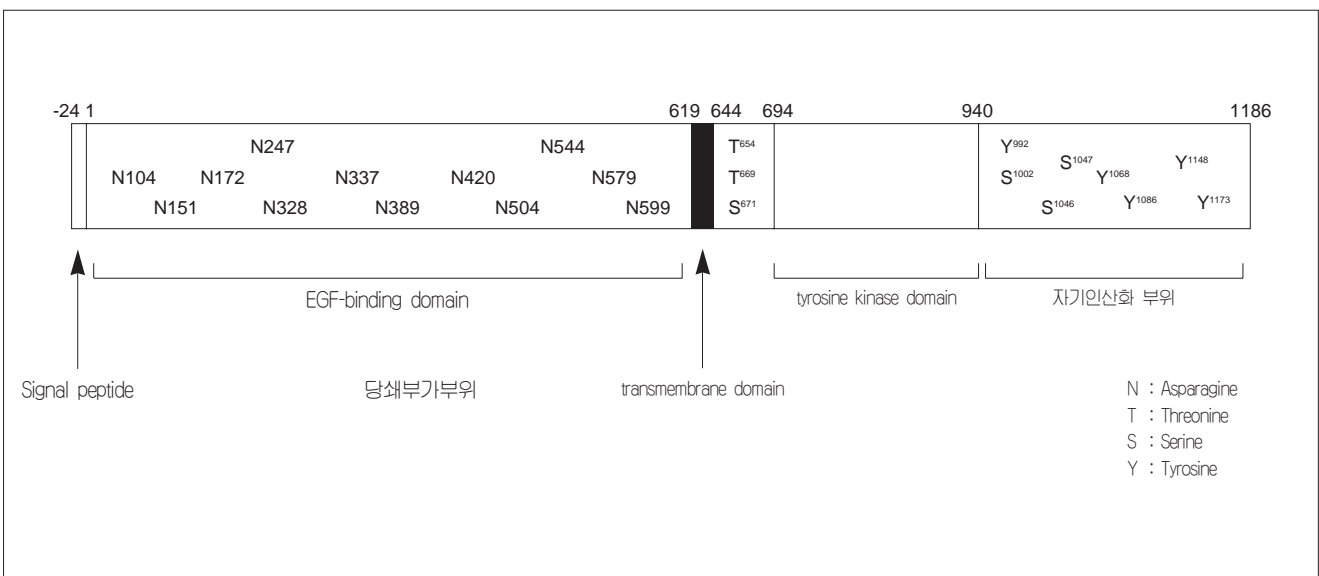 -24 1 619 644 694 940 1186
N247 N544 T654 Y992
S1047 Y1148
N104 N172 N337 N420 N579 T669 S1002 Y1068
N151 N328 N389 N504 N599 S671 S1046 Y1086 Y1173
EGF-binding domain tyrosine kinase domain 자기인산화 부위
Signal peptide 당쇄부가부위 transmembrane domain
N : Asparagine
T : Threonine
S : Serine
Y : Tyrosine